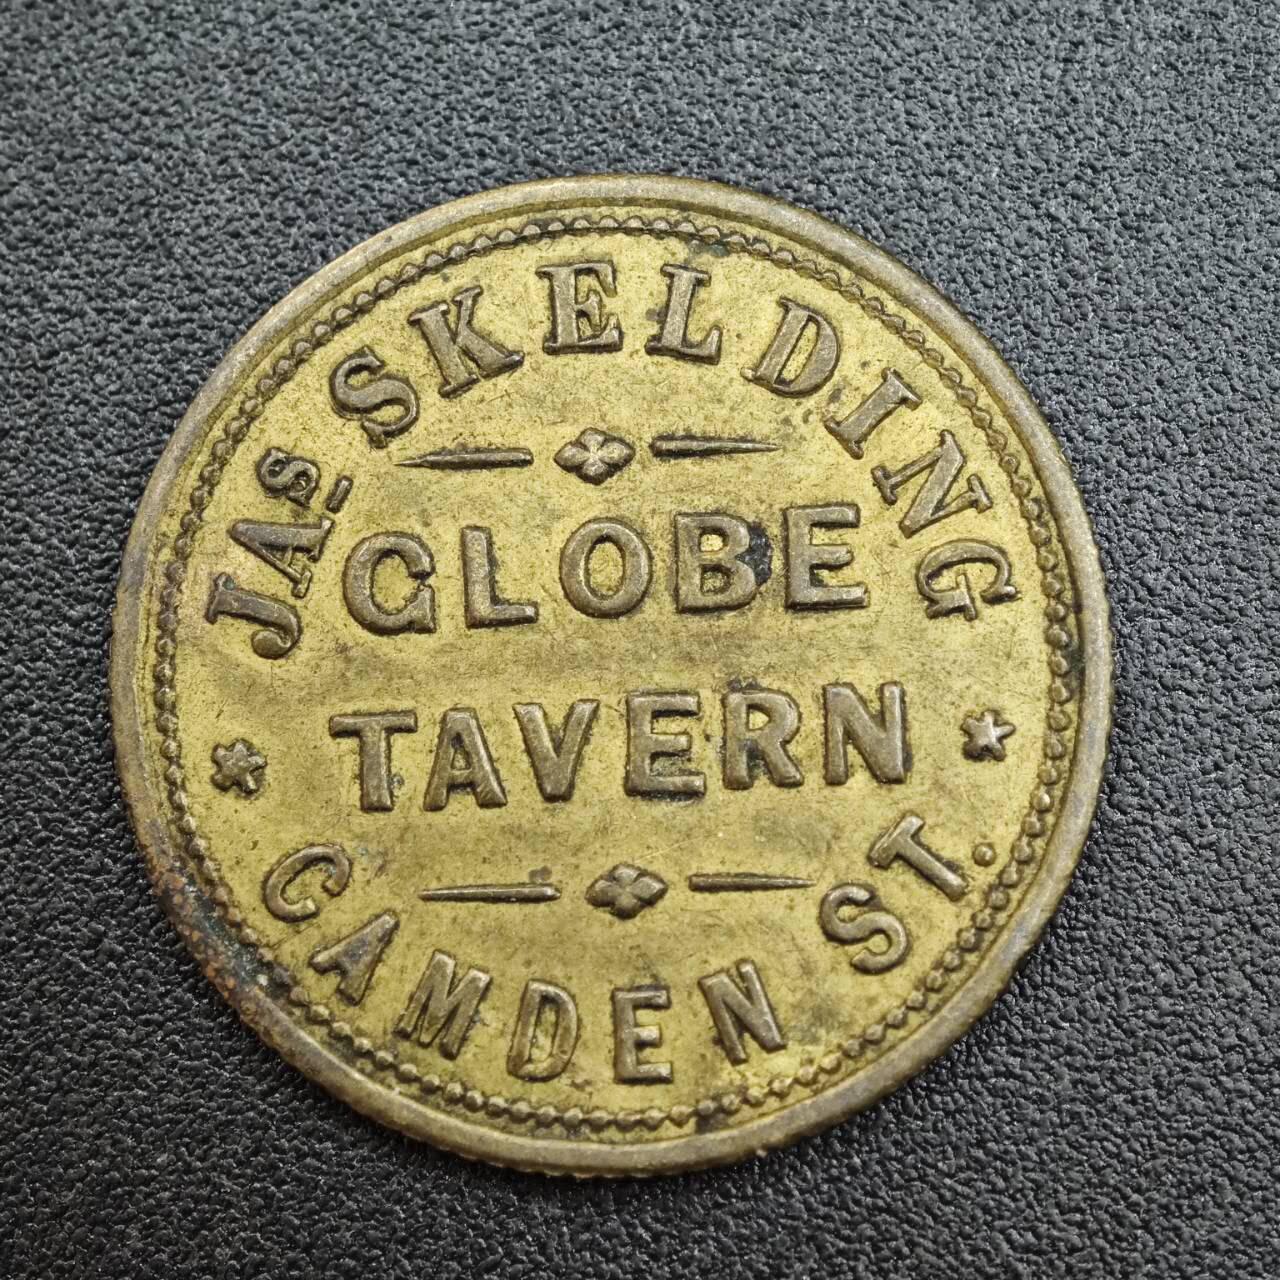 JAS SKELDING
GLOBE
TAVERN
CAMDEN ST.